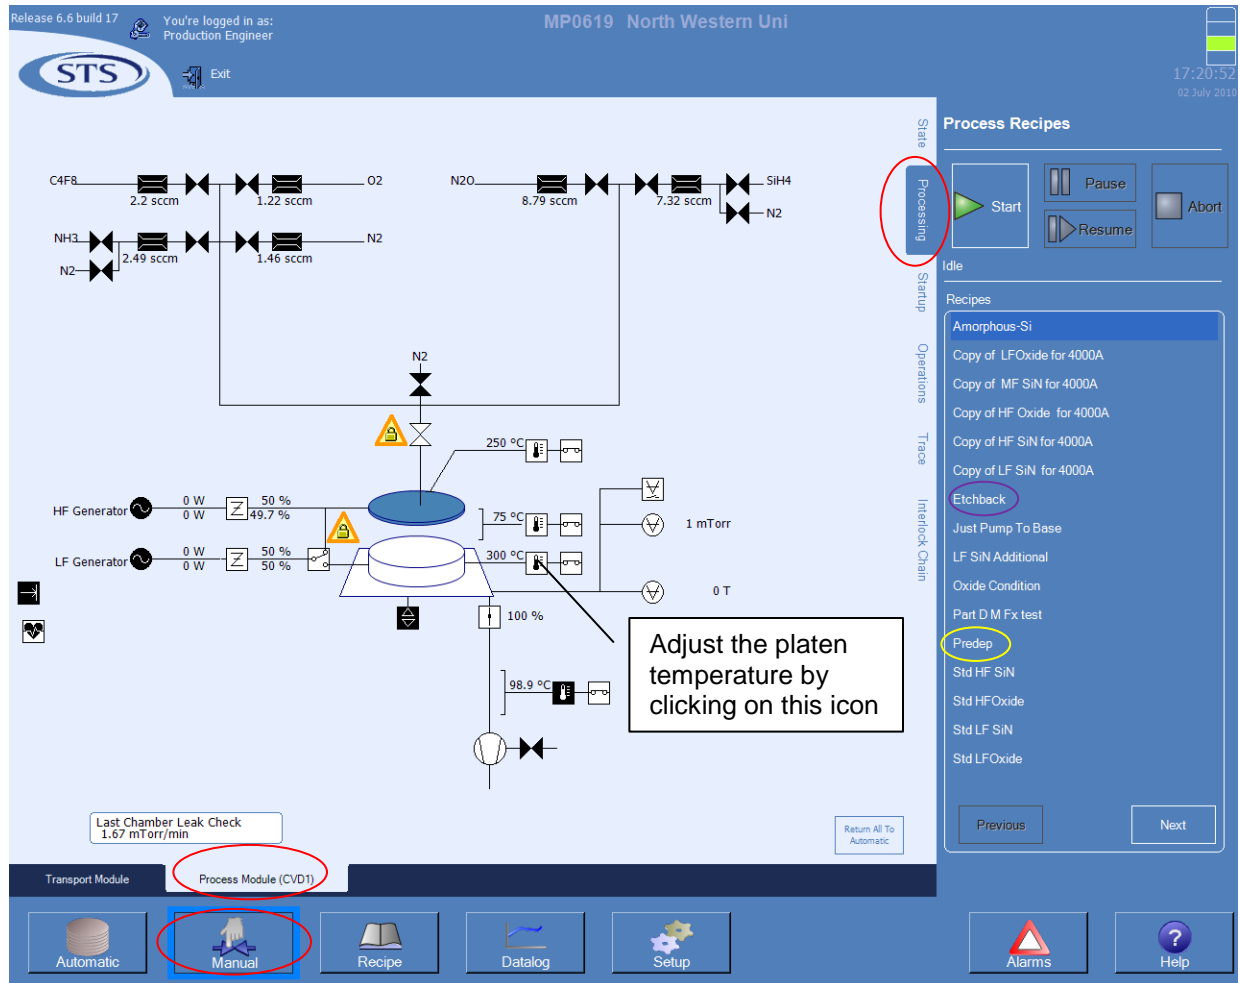 Release 6.6 build 17
You're logged in as:
Production Engineer
MP0619 North Western Uni
STS
Exit
17:20:52
02 July 2010
State
Processing
Startup
Operations
Trace
Interlock Chain
C4F8
2.2 sccm
1.22 sccm
O2
N2O
8.79 sccm
7.32 sccm
SiH4
N2
NH3
N2
2.49 sccm
1.46 sccm
N2
N2
250 °C
HF Generator
0 W
0 W
Z
50 %
49.7 %
75 °C
1 mTorr
LF Generator
0 W
0 W
Z
50 %
50 %
300 °C
0 T
100 %
98.9 °C
Adjust the platen
temperature by
clicking on this icon
Last Chamber Leak Check
1.67 mTorr/min
Return All To
Automatic
Process Recipes
Start
Pause
Resume
Abort
Idle
Recipes
Amorphous-Si
Copy of LFOxide for 4000A
Copy of MF SiN for 4000A
Copy of HF Oxide for 4000A
Copy of HF SiN for 4000A
Copy of LF SiN for 4000A
Etchback
Just Pump To Base
LF SiN Additional
Oxide Condition
Part D M Fx test
Predep
Std HF SiN
Std HFOxide
Std LF SiN
Std LFOxide
Previous
Next
Transport Module
Process Module (CVD1)
Automatic
Manual
Recipe
Datalog
Setup
Alarms
?
Help